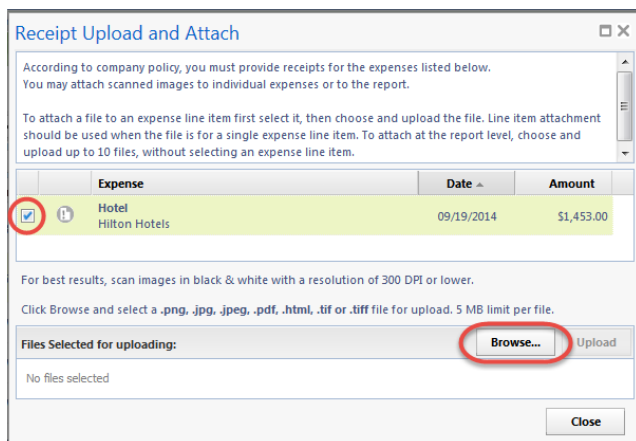 Receipt Upload and Attach
According to company policy, you must provide receipts for the expenses listed below.
You may attach scanned images to individual expenses or to the report.
To attach a file to an expense line item first select it, then choose and upload the file. Line item attachment
should be used when the file is for a single expense line item. To attach at the report level, choose and
upload up to 10 files, without selecting an expense line item.
Expense Date Amount
Hotel
Hilton Hotels 09/19/2014 $1,453.00
For best results, scan images in black & white with a resolution of 300 DPI or lower.
Click Browse and select a .png, .jpg, .jpeg, .pdf, .html, .tif or .tiff file for upload. 5 MB limit per file.
Files Selected for uploading: Browse... Upload
No files selected
Close